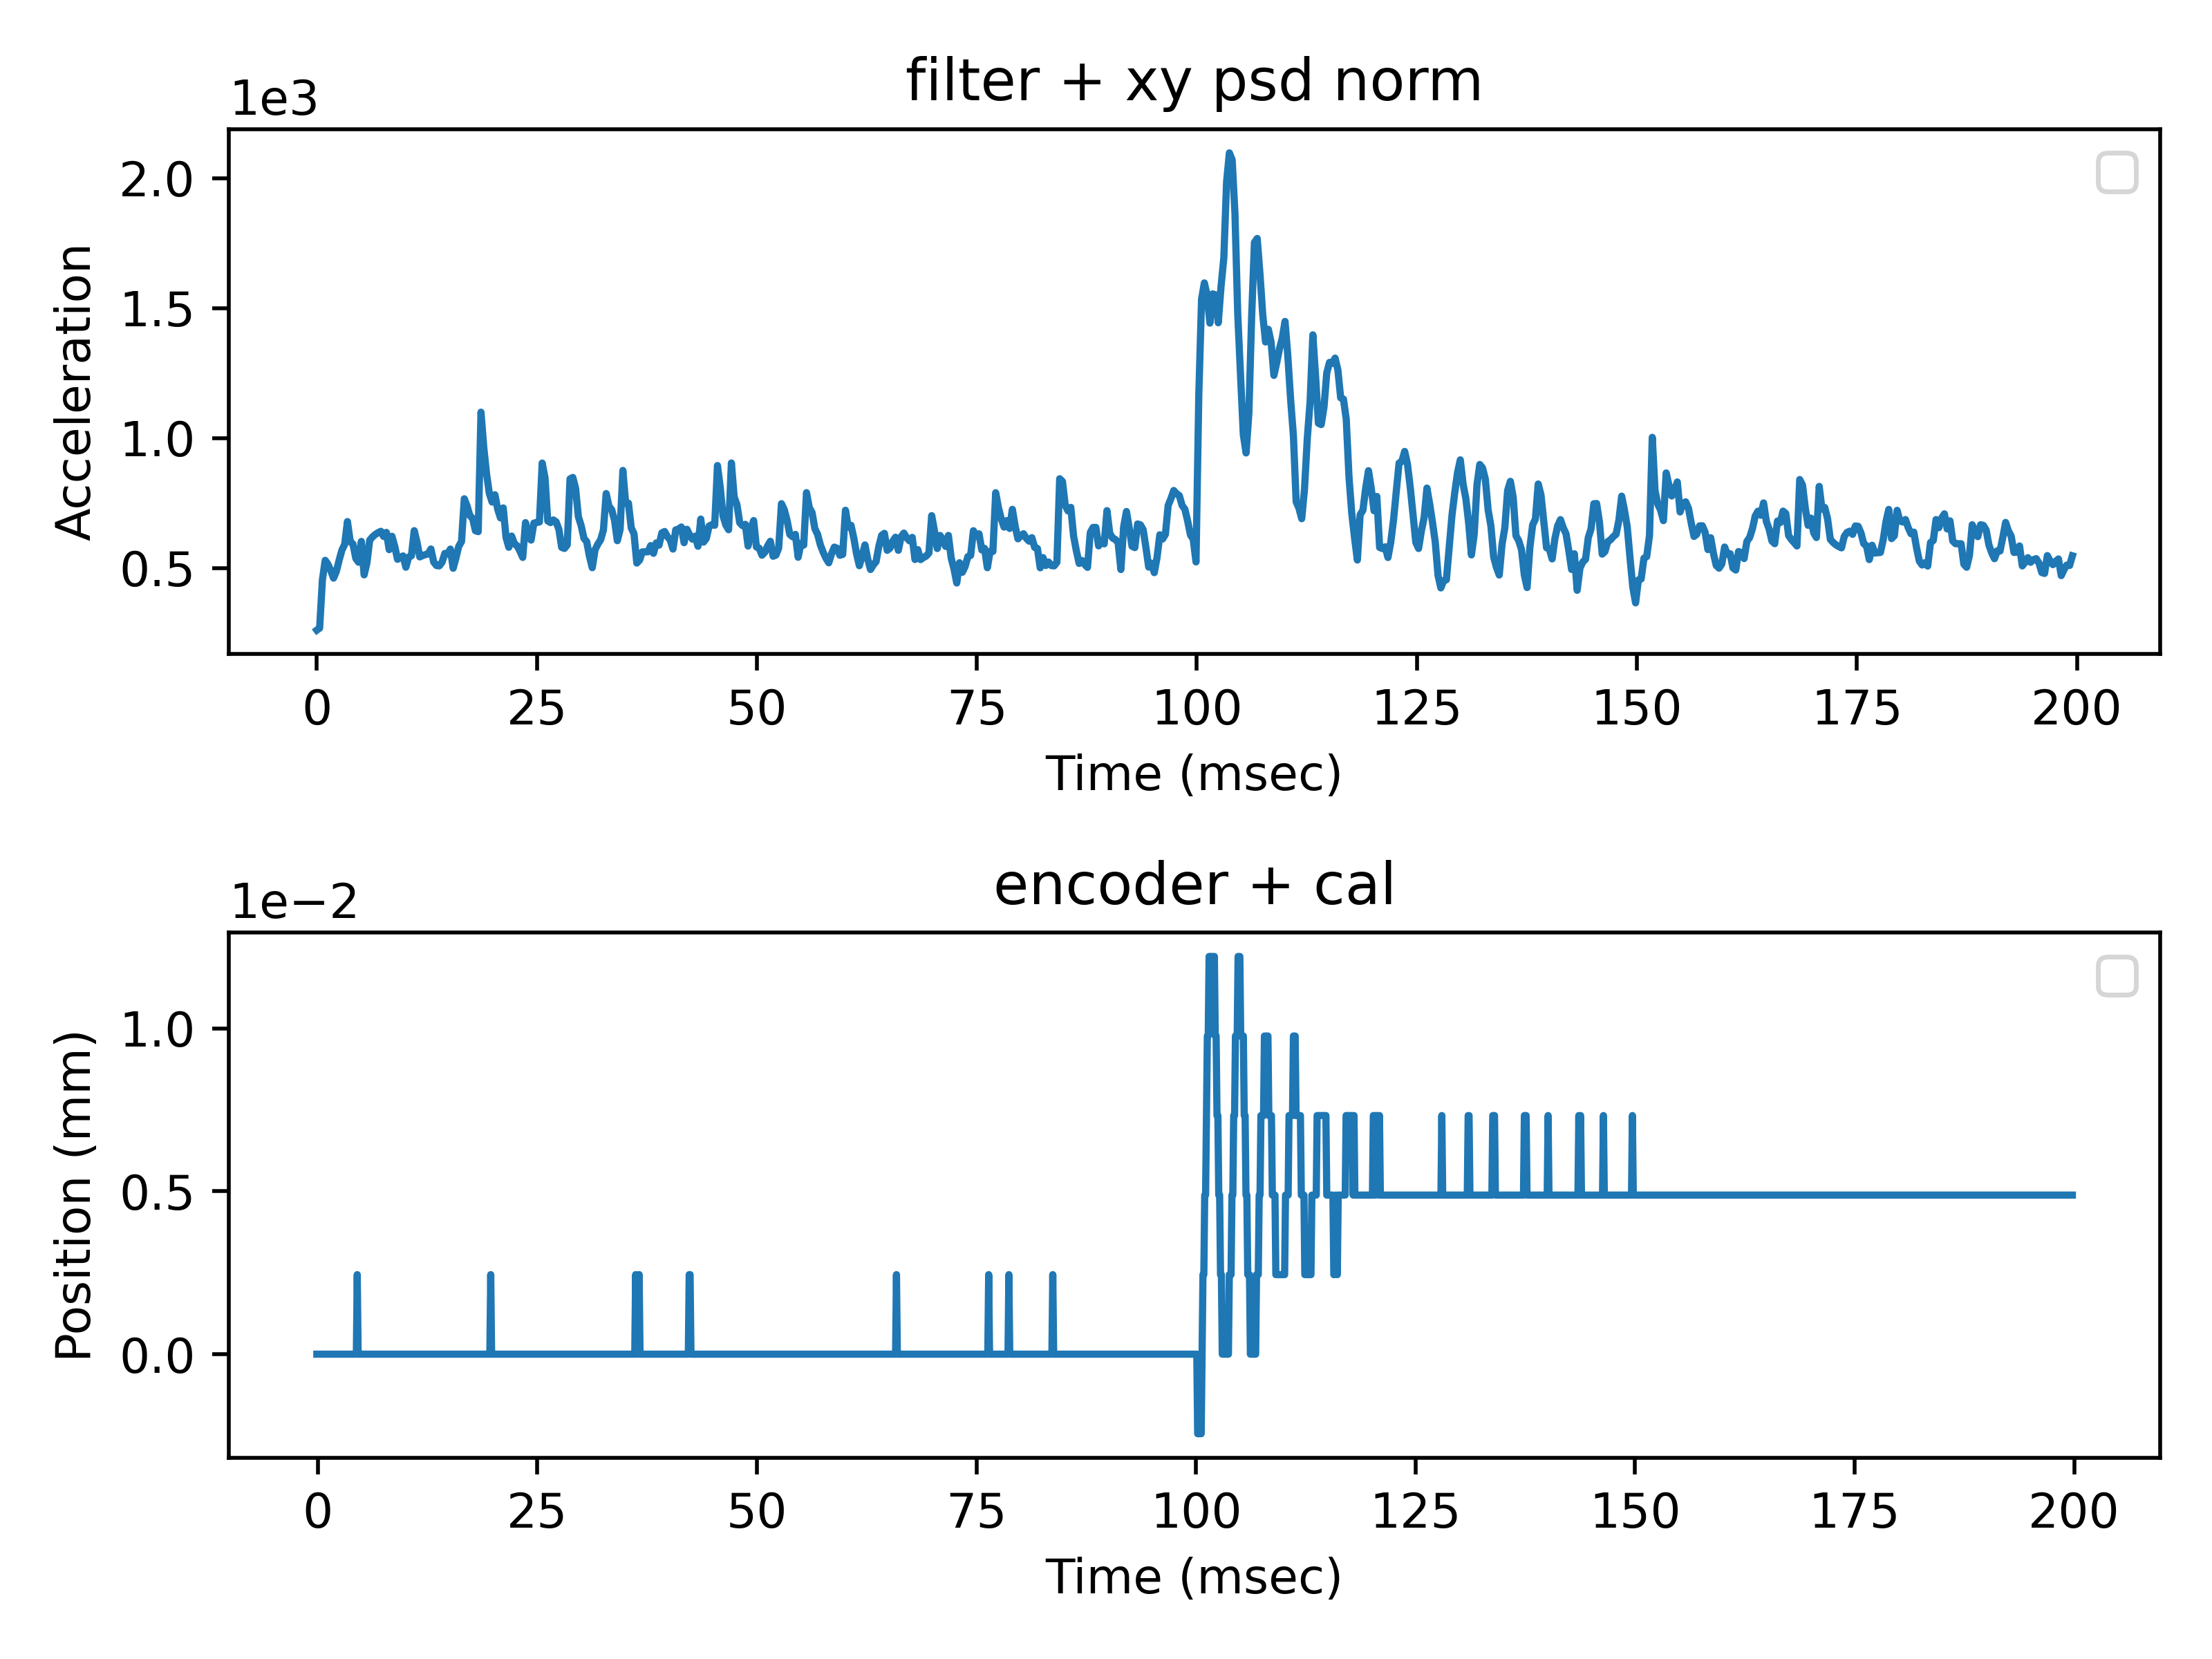 filter + xy psd norm
1e3
Acceleration
2.0
1.5
1.0
0.5
0 25 50 75 100 125 150 175 200
Time (msec)
encoder + cal
1e−2
Position (mm)
1.0
0.5
0.0
0 25 50 75 100 125 150 175 200
Time (msec)